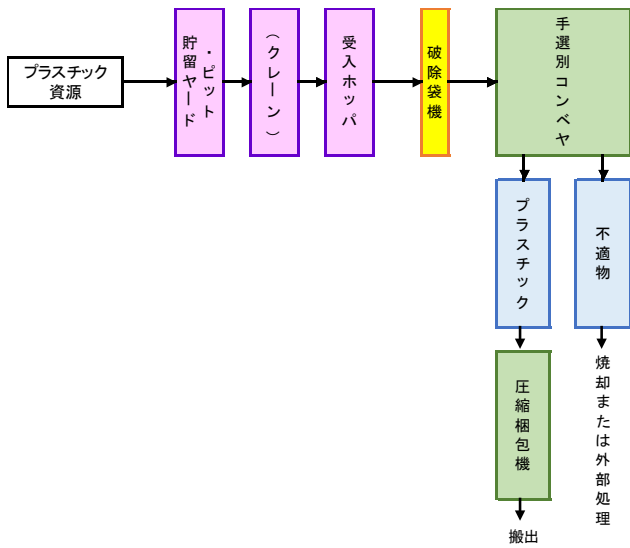 プラスチック
資源
貯留ヤード
・ピット
（クレーン）
受入ホッパ
破除袋機
手選別コンベヤ
プラスチック
不適物
圧縮梱包機
焼却または外部処理
搬出